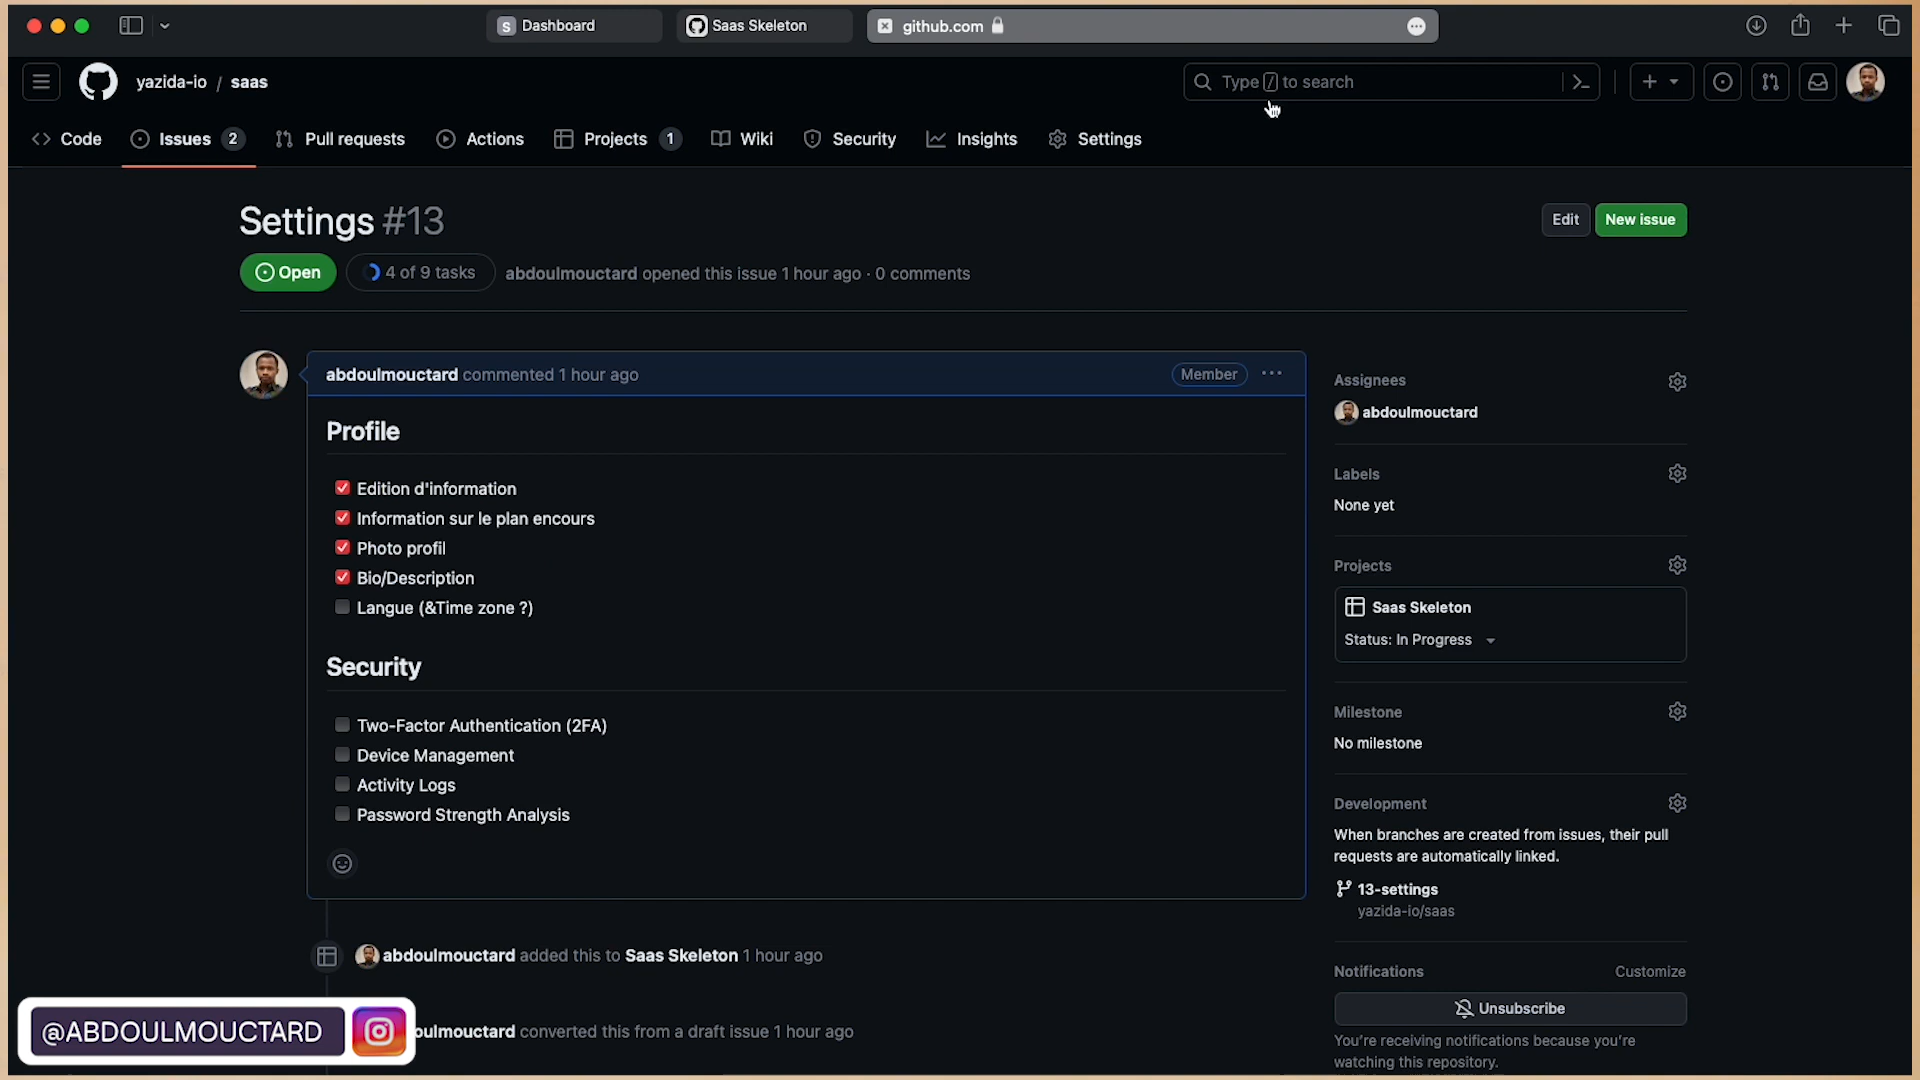 S Dashboard
Saas Skeleton
github.com
yazida-io / saas
Type / to search
Code
Issues 2
Pull requests
Actions
Projects 1
Wiki
Security
Insights
Settings
Settings #13
Edit
New issue
Open
4 of 9 tasks
abdoulmouctard opened this issue 1 hour ago · 0 comments
abdoulmouctard commented 1 hour ago
Member
Profile
Edition d'information
Information sur le plan encours
Photo profil
Bio/Description
Langue (&Time zone ?)
Security
Two-Factor Authentication (2FA)
Device Management
Activity Logs
Password Strength Analysis
abdoulmouctard added this to Saas Skeleton 1 hour ago
oulmouctard converted this from a draft issue 1 hour ago
Assignees
abdoulmouctard
Labels
None yet
Projects
Saas Skeleton
Status: In Progress
Milestone
No milestone
Development
When branches are created from issues, their pull
requests are automatically linked.
13-settings
yazida-io/saas
Notifications
Customize
Unsubscribe
You're receiving notifications because you're
watching this repository.
@ABDOULMOUCTARD